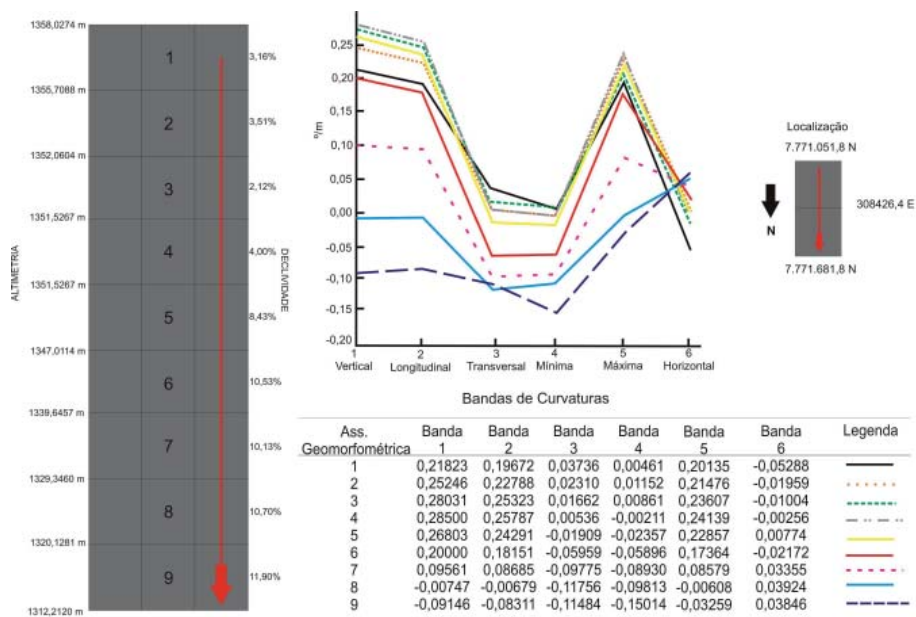 ALTIMETRIA
1358,0274 m
1355,7088 m
1352,0604 m
1351,5267 m
1351,5267 m
1347,0114 m
1339,6457 m
1329,3460 m
1320,1281 m
1312,2120 m
1
2
3
4
5
6
7
8
9
3,16%
3,51%
2,12%
4,00%
8,43%
10,53%
10,13%
10,70%
11,90%
DECLIVIDADE
º/m
0,25
0,20
0,15
0,10
0,05
0,00
-0,05
-0,10
-0,15
-0,20
1 2 3 4 5 6
Vertical Longitudinal Transversal Mínima Máxima Horizontal
Bandas de Curvaturas
Localização
7.771.051,8 N
308426,4 E
N
7.771.681,8 N
Ass. Banda Banda Banda Banda Banda Banda Legenda
Geomorfométrica 1 2 3 4 5 6
1 0,21823 0,19672 0,03736 0,00461 0,20135 -0,05288
2 0,25246 0,22788 0,02310 0,01152 0,21476 -0,01959
3 0,28031 0,25323 0,01662 0,00861 0,23607 -0,01004
4 0,28500 0,25787 0,00536 -0,00211 0,24139 -0,00256
5 0,26803 0,24291 -0,01909 -0,02357 0,22857 0,00774
6 0,20000 0,18151 -0,05959 -0,05896 0,17364 -0,02172
7 0,09561 0,08685 -0,09775 -0,08930 0,08579 0,03355
8 -0,00747 -0,00679 -0,11756 -0,09813 -0,00608 0,03924
9 -0,09146 -0,08311 -0,11484 -0,15014 -0,03259 0,03846